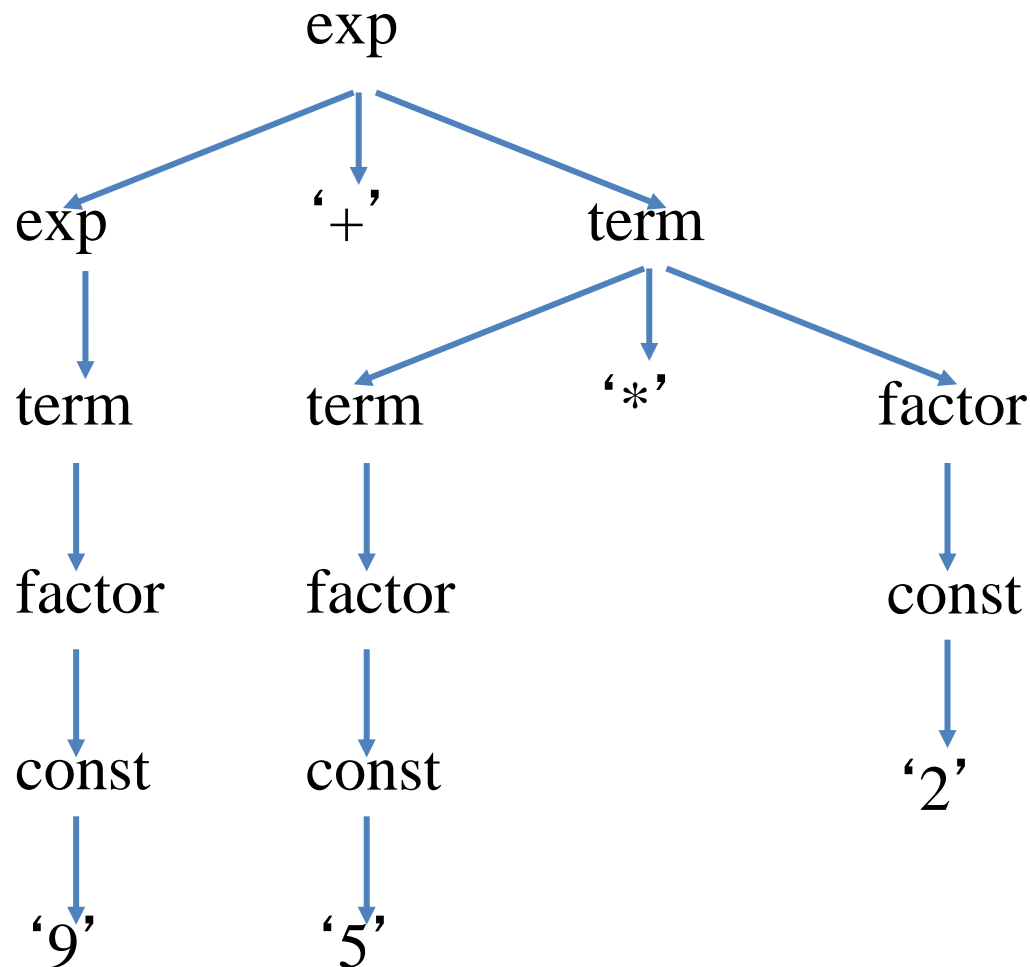 exp
exp ‘+’ term
term term ‘*’ factor
factor factor const
const const ‘2’
‘9’ ‘5’